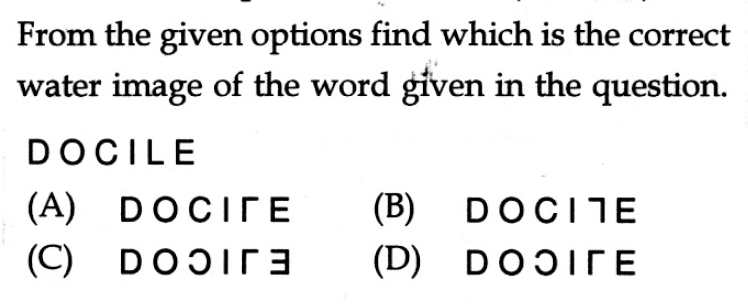 From the given options find which is the correct
water image of the word given in the question.
DOCILE
(A) DOCIΓE (B) DOCI⅂E
(C) DOƆIΓƎ (D) DOƆIΓE